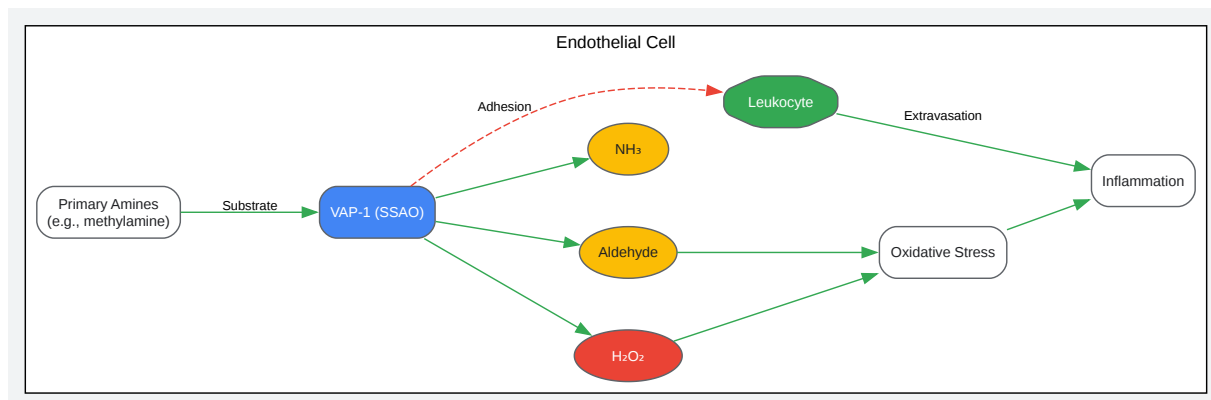 Endothelial Cell
Adhesion
Leukocyte
Extravasation
NH₃
Primary Amines
(e.g., methylamine)
Substrate
VAP-1 (SSAO)
Inflammation
Aldehyde
Oxidative Stress
H₂O₂